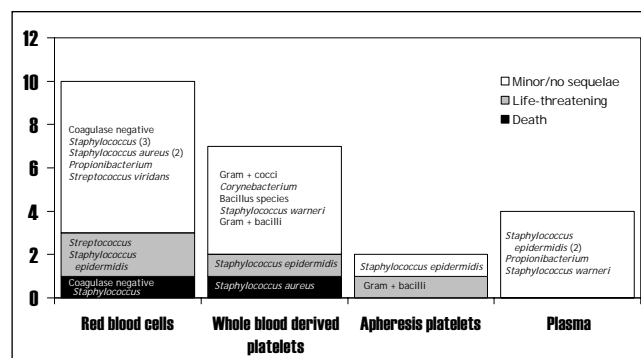 12
10
8
6
4
2
0
Minor/no sequelae
Life-threatening
Death
Coagulase negative
Staphylococcus (3)
Staphylococcus aureus (2)
Propionibacterium
Streptococcus viridans
Streptococcus
Staphylococcus
epidermidis
Coagulase negative
Staphylococcus
Gram + cocci
Corynebacterium
Bacillus species
Staphylococcus warneri
Gram + bacilli
Staphylococcus epidermidis
Staphylococcus aureus
Staphylococcus epidermidis
Gram + bacilli
Staphylococcus
epidermidis (2)
Propionibacterium
Staphylococcus warneri
Red blood cells
Whole blood derived
platelets
Apheresis platelets
Plasma